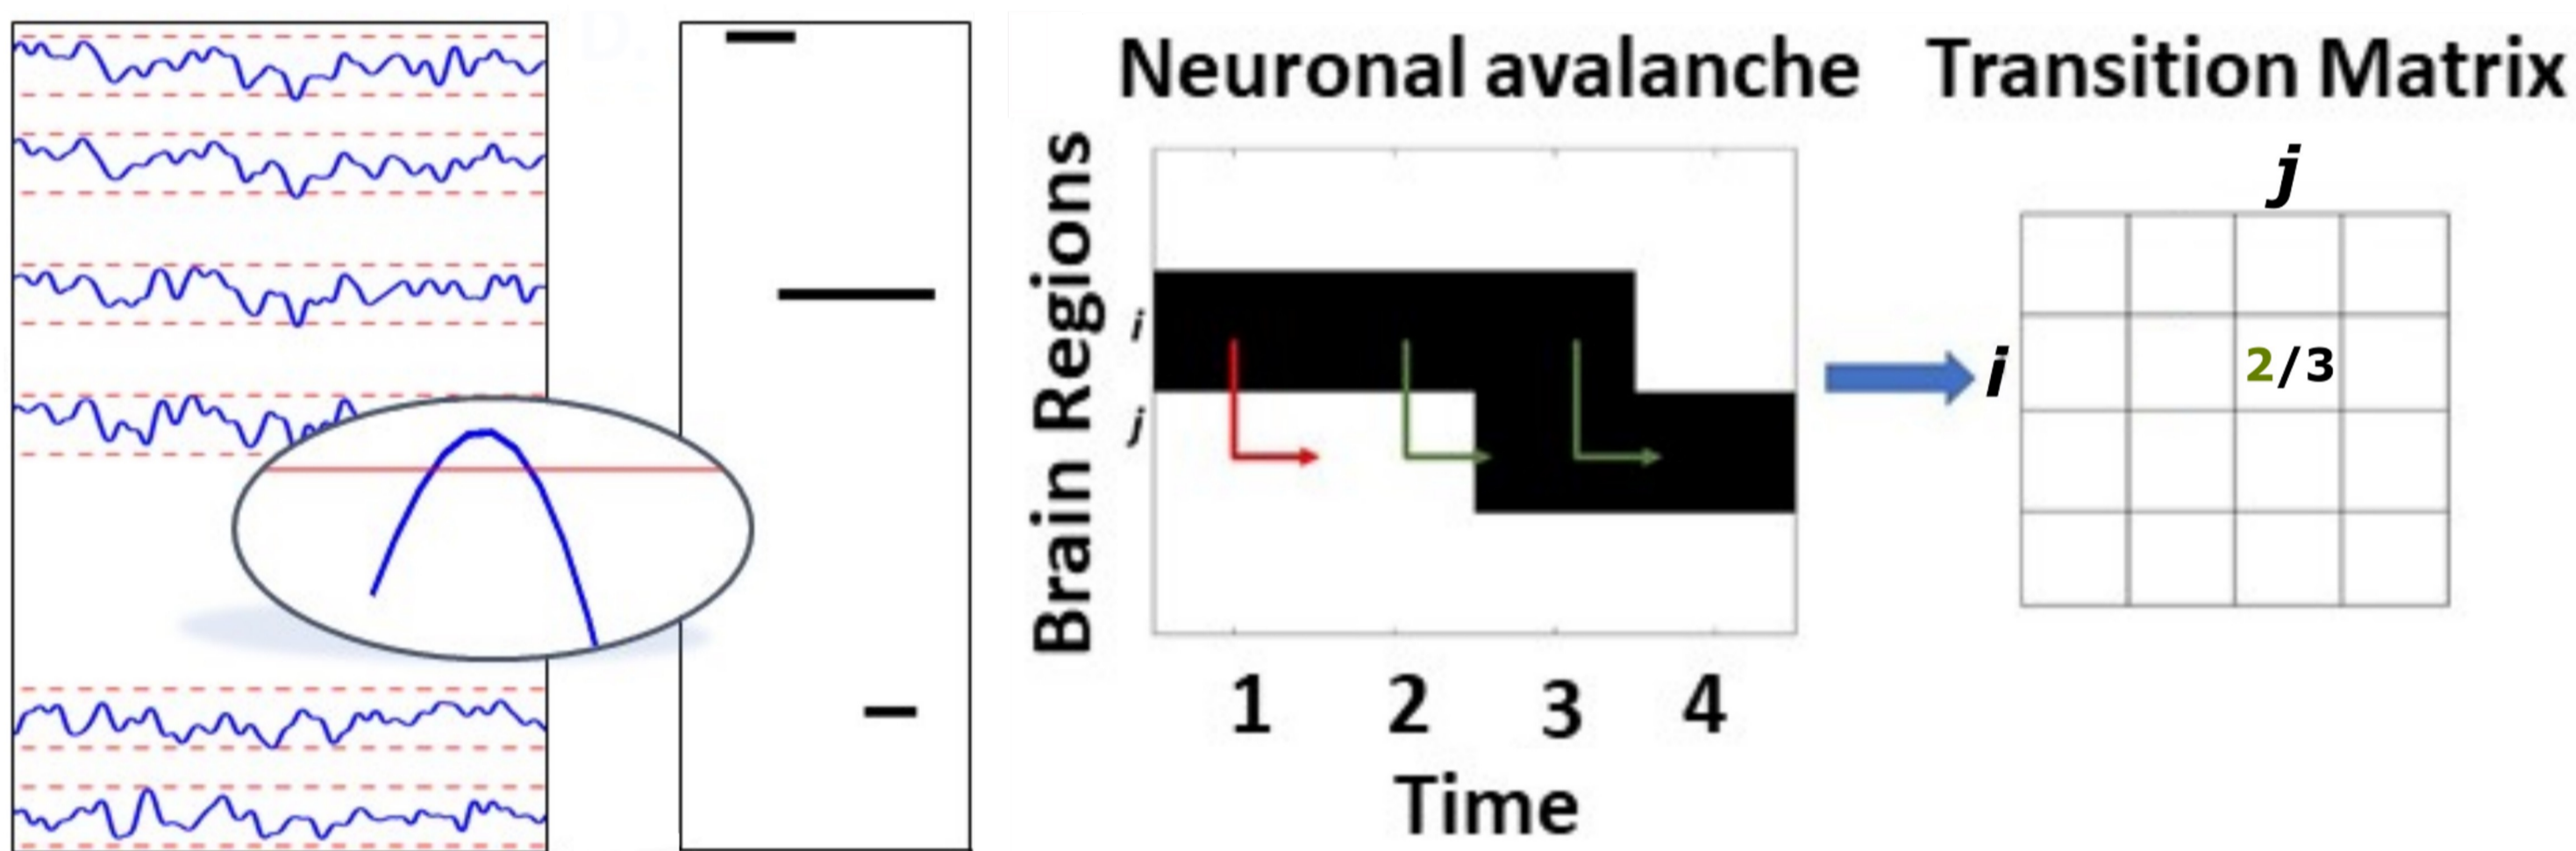 Neuronal avalanche
Transition Matrix
Brain Regions
i
j
1 2 3 4
Time
j
i
2/3